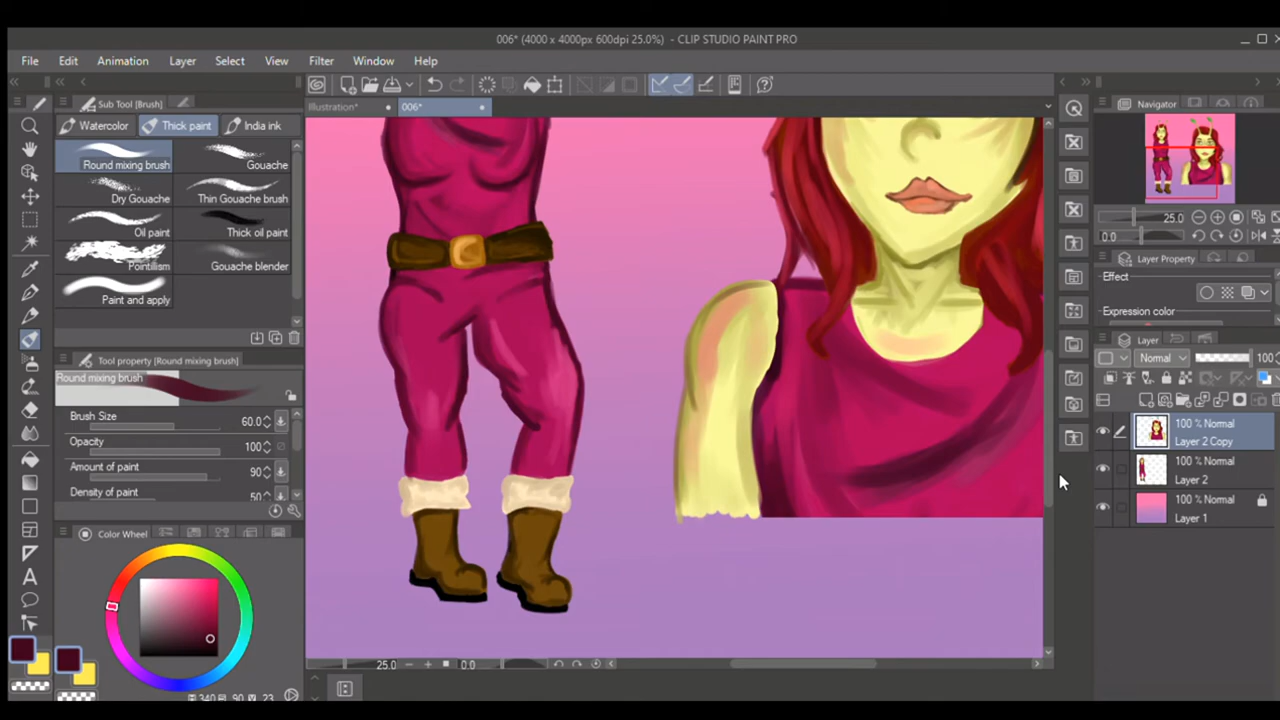 006* (4000 x 4000px 600dpi 25.0%) - CLIP STUDIO PAINT PRO
File Edit Animation Layer Select View Filter Window Help
Sub Tool [Brush]
Illustration* 006*
Navigator
Watercolor Thick paint India ink
Round mixing brush Gouache
Dry Gouache Thin Gouache brush
Oil paint Thick oil paint
Pointillism Gouache blender
Paint and apply
25.0
0.0
Layer Property
Effect
Expression color
Layer
Normal 100
Tool property [Round mixing brush]
Round mixing brush
Brush Size 60.0
Opacity 100
Amount of paint 90
Density of paint 50
100 % Normal
Layer 2 Copy
100 % Normal
Layer 2
100 % Normal
Layer 1
Color Wheel
A
25.0 0.0
340 90 23